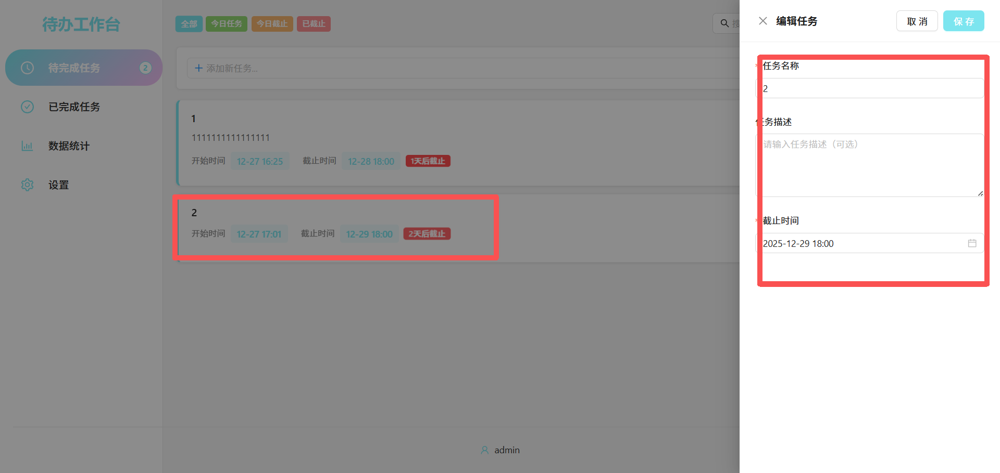 待办工作台
待完成任务 2
已完成任务
数据统计
设置
全部 今日任务 今日截止 已截止
添加新任务...
1
1111111111111111
开始时间 12-27 16:25 截止时间 12-28 18:00 1天后截止
2
开始时间 12-27 17:01 截止时间 12-29 18:00 2天后截止
admin
编辑任务
取 消
保 存
* 任务名称
2
任务描述
请输入任务描述（可选）
* 截止时间
2025-12-29 18:00